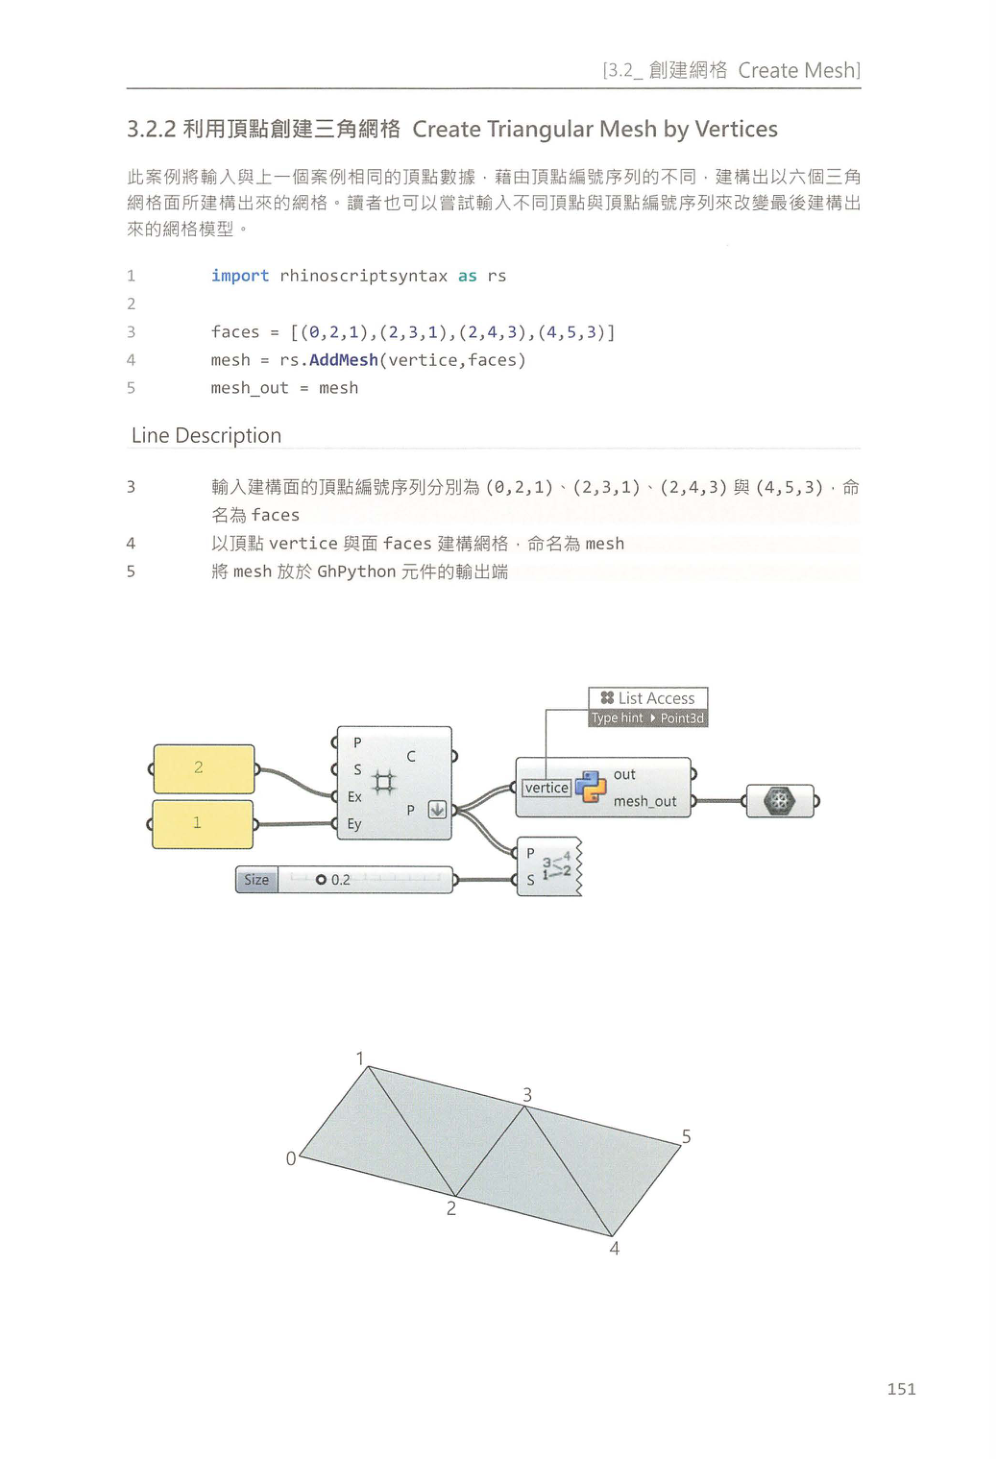 [3.2_ 創建網格 Create Mesh]
3.2.2 利用頂點創建三角網格 Create Triangular Mesh by Vertices
此案例將輸入與上一個案例相同的頂點數據，藉由頂點編號序列的不同，建構出以六個三角
網格面所建構出來的網格。讀者也可以嘗試輸入不同頂點與頂點編號序列來改變最後建構出
來的網格模型。
1 import rhinoscriptsyntax as rs
2
3 faces = [(0,2,1),(2,3,1),(2,4,3),(4,5,3)]
4 mesh = rs.AddMesh(vertice,faces)
5 mesh_out = mesh
Line Description
3 輸入建構面的頂點編號序列分別為 (0,2,1)、(2,3,1)、(2,4,3) 與 (4,5,3)，命
名為 faces
4 以頂點 vertice 與面 faces 建構網格，命名為 mesh
5 將 mesh 放於 GhPython 元件的輸出端
List Access
Type hint Point3d
2
1
P
S
Ex
Ey
C
P
vertice
out
mesh_out
Size 0.2
P
S
3 4
1 2
1
3
5
0
2
4
151